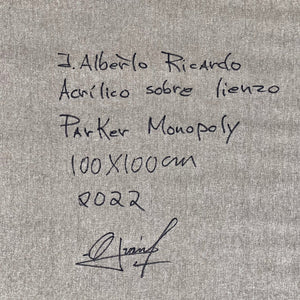 J. Alberto Ricardo
Acrílico sobre lienzo
Parker Monopoly
100X100cm
2022